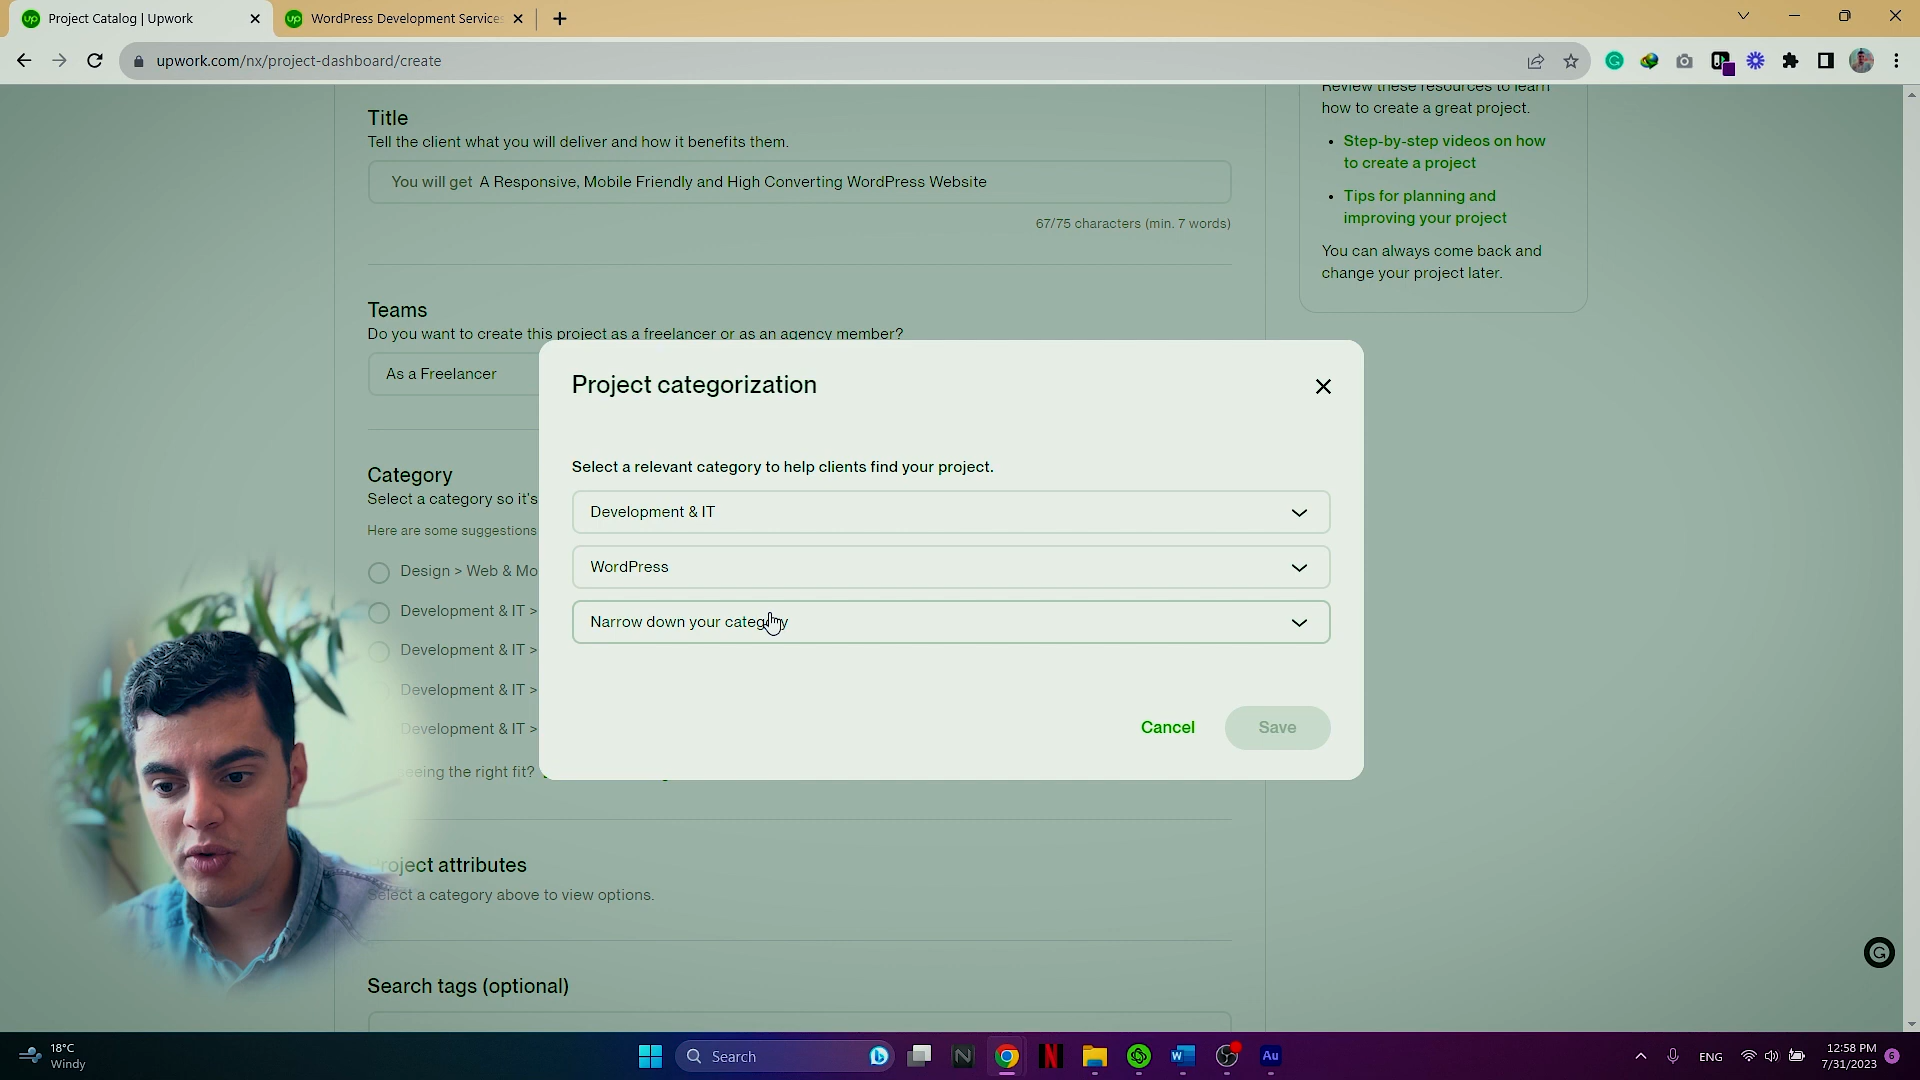 Project Catalog | Upwork
WordPress Development Services
upwork.com/nx/project-dashboard/create
Title
Tell the client what you will deliver and how it benefits them.
You will get A Responsive, Mobile Friendly and High Converting WordPress Website
67/75 characters (min. 7 words)
Review these resources to learn
how to create a great project.
• Step-by-step videos on how
to create a project
• Tips for planning and
improving your project
You can always come back and
change your project later.
Teams
Do you want to create this project as a freelancer or as an agency member?
As a Freelancer
Category
Select a category so it's
Here are some suggestions
Design > Web & Mo
Development & IT >
Development & IT >
Development & IT >
Development & IT >
eeing the right fit?
Project categorization
Select a relevant category to help clients find your project.
Development & IT
WordPress
Narrow down your category
Cancel
Save
Project attributes
Select a category above to view options.
Search tags (optional)
18°C
Windy
Search
ENG
12:58 PM
7/31/2023
6